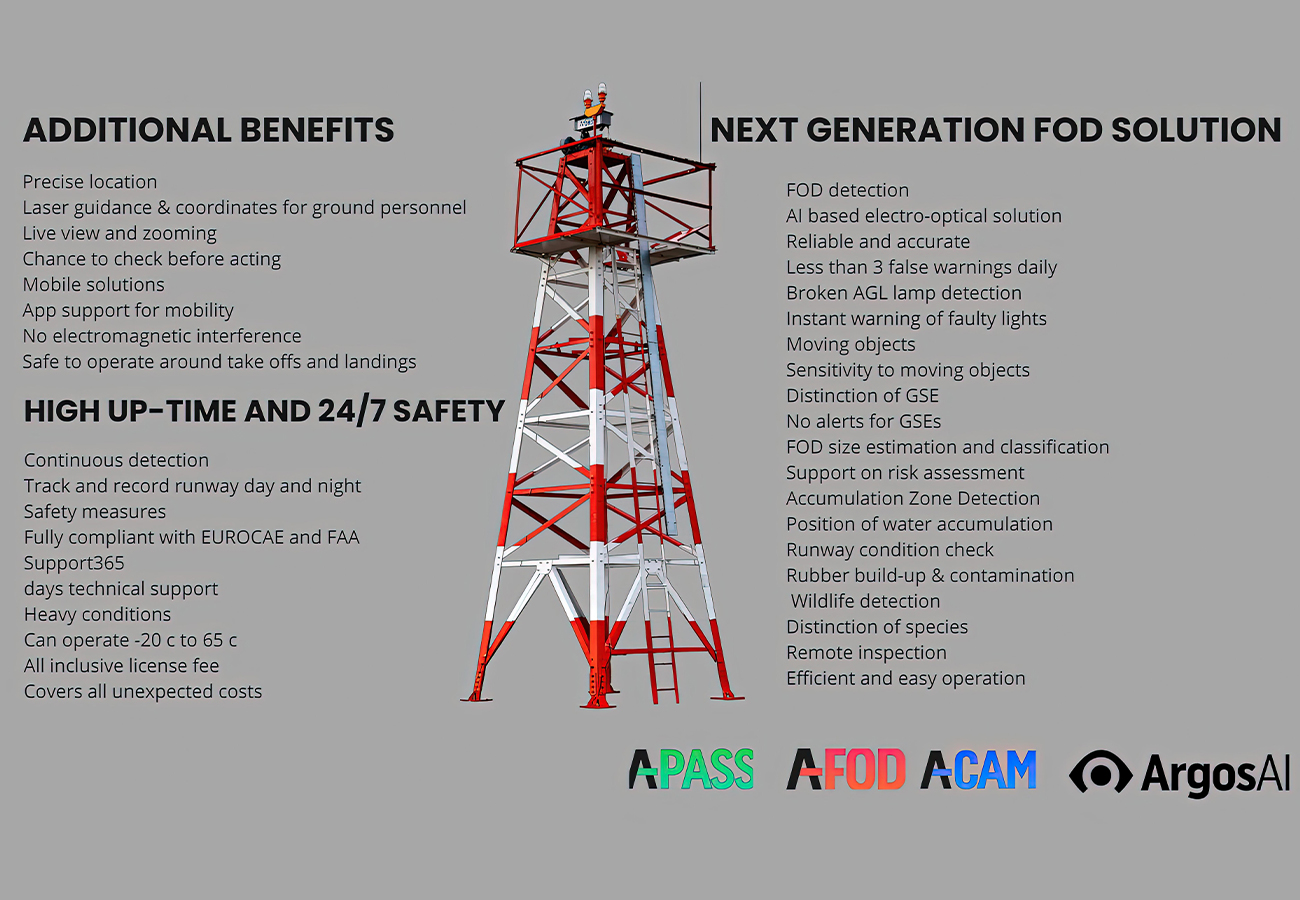 ADDITIONAL BENEFITS
Precise location
Laser guidance & coordinates for ground personnel
Live view and zooming
Chance to check before acting
Mobile solutions
App support for mobility
No electromagnetic interference
Safe to operate around take offs and landings
HIGH UP-TIME AND 24/7 SAFETY
Continuous detection
Track and record runway day and night
Safety measures
Fully compliant with EUROCAE and FAA
Support365
days technical support
Heavy conditions
Can operate -20 c to 65 c
All inclusive license fee
Covers all unexpected costs
NEXT GENERATION FOD SOLUTION
FOD detection
AI based electro-optical solution
Reliable and accurate
Less than 3 false warnings daily
Broken AGL lamp detection
Instant warning of faulty lights
Moving objects
Sensitivity to moving objects
Distinction of GSE
No alerts for GSEs
FOD size estimation and classification
Support on risk assessment
Accumulation Zone Detection
Position of water accumulation
Runway condition check
Rubber build-up & contamination
Wildlife detection
Distinction of species
Remote inspection
Efficient and easy operation
A-PASS
A-FOD
A-CAM
ArgosAI